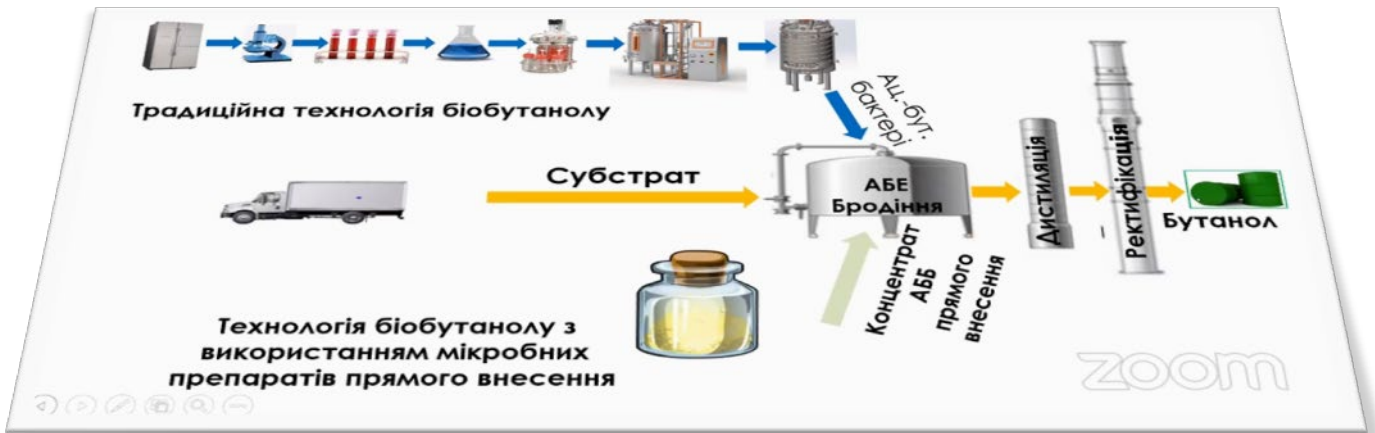 Традиційна технологія біобутанолу
Ац.-бут.
бактері
Субстрат
АБЕ
Бродіння
Дистиляція
Ректифікація
Бутанол
Концентрат
АББ
прямого
внесення
Технологія біобутанолу з
використанням мікробних
препаратів прямого внесення
zoom